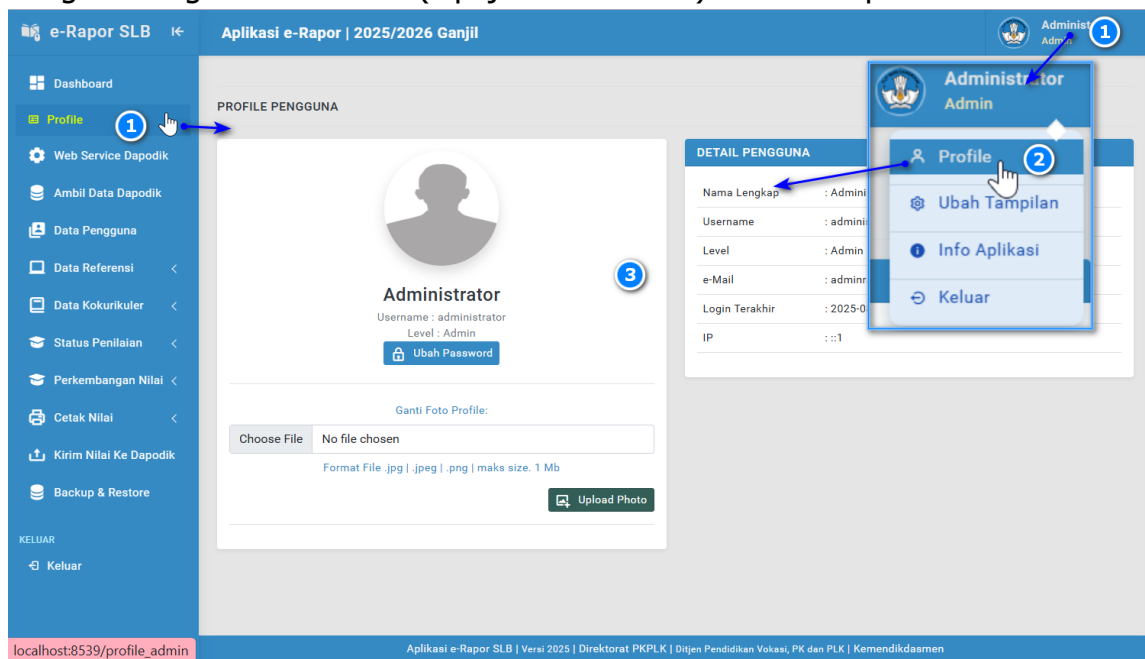 e-Rapor SLB
Aplikasi e-Rapor | 2025/2026 Ganjil
Administ
1
Dashboard
Profile
1
Web Service Dapodik
Ambil Data Dapodik
Data Pengguna
Data Referensi
Data Kokurikuler
Status Penilaian
Perkembangan Nilai
Cetak Nilai
Kirim Nilai Ke Dapodik
Backup & Restore
KELUAR
Keluar
localhost:8539/profile_admin
PROFILE PENGGUNA
Administrator
Username : administrator
Level : Admin
Ubah Password
Ganti Foto Profile:
Choose File No file chosen
Format File .jpg | .jpeg | .png | maks size. 1 Mb
Upload Photo
3
DETAIL PENGGUNA
Nama Lengkap : Admini
Username : adminis
Level : Admin
e-Mail : adminr
Login Terakhir : 2025-0
IP : ::1
Administrator
Admin
Profile
2
Ubah Tampilan
Info Aplikasi
Keluar
Aplikasi e-Rapor SLB | Versi 2025 | Direktorat PKPLK | Ditjen Pendidikan Vokasi, PK dan PLK | Kemendikdasmen